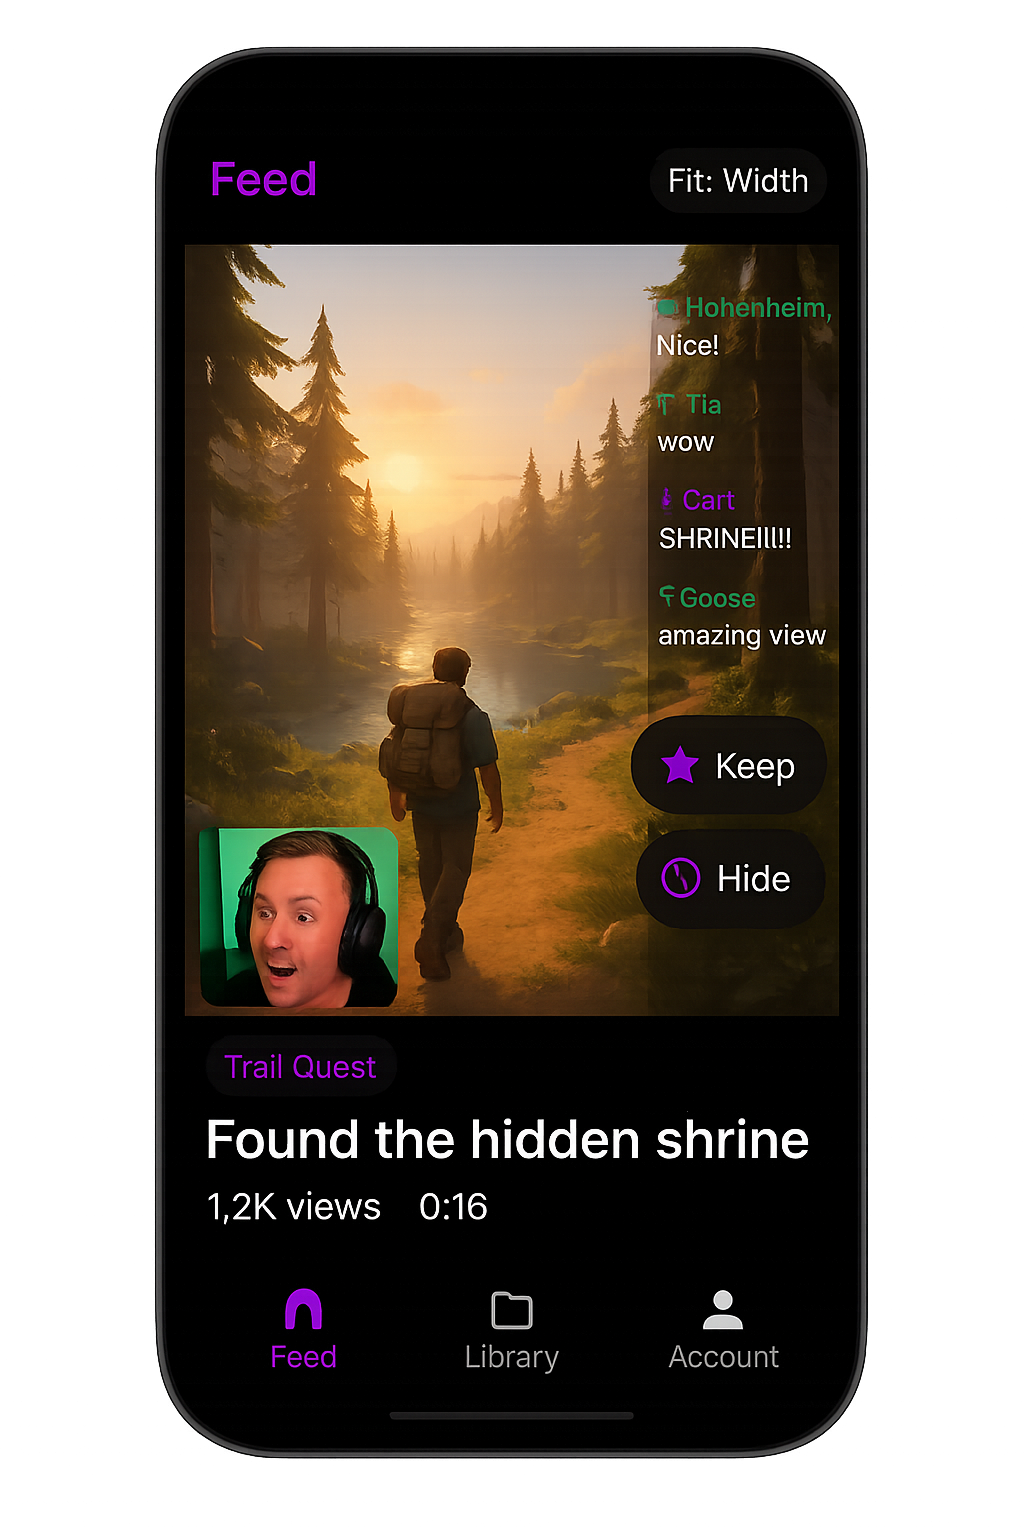 Feed
Fit: Width
Hohenheim,
Nice!
Tia
wow
Cart
SHRINElll!!
Goose
amazing view
Keep
Hide
Trail Quest
Found the hidden shrine
1,2K views 0:16
Feed
Library
Account